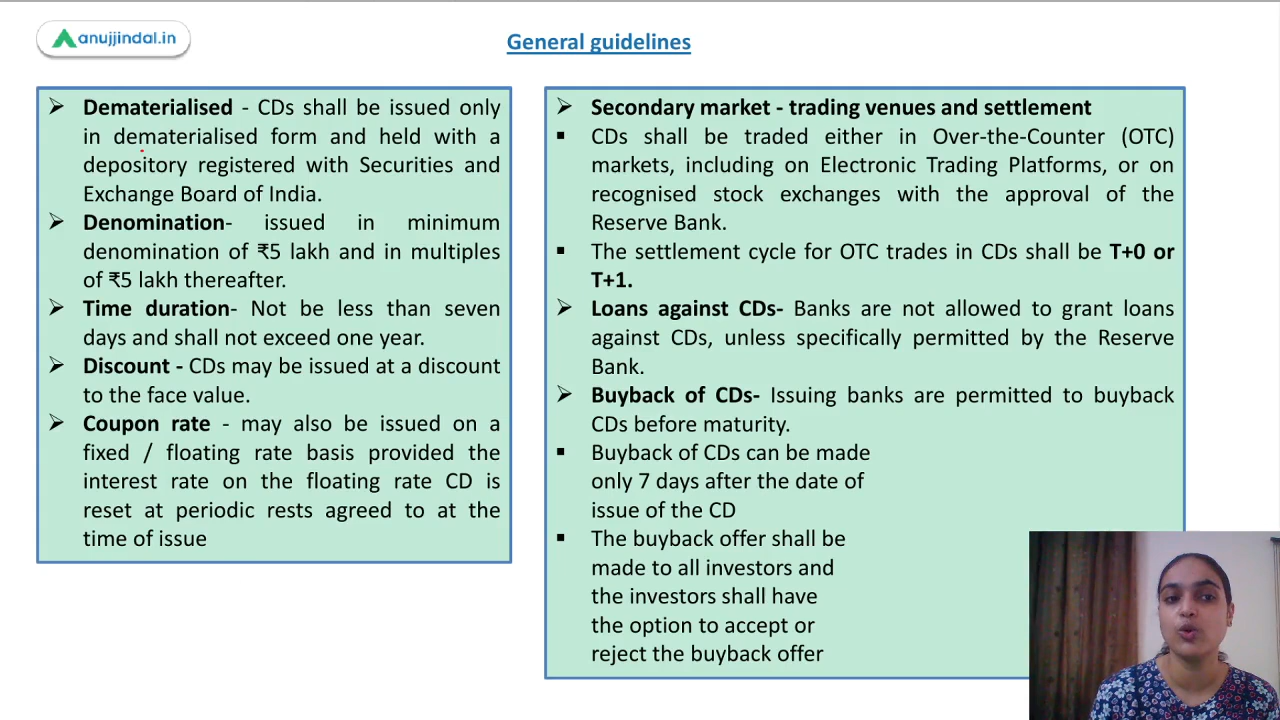 anujjindal.in
General guidelines
➢ Dematerialised - CDs shall be issued only
in dematerialised form and held with a
depository registered with Securities and
Exchange Board of India.
➢ Denomination- issued in minimum
denomination of ₹5 lakh and in multiples
of ₹5 lakh thereafter.
➢ Time duration- Not be less than seven
days and shall not exceed one year.
➢ Discount - CDs may be issued at a discount
to the face value.
➢ Coupon rate - may also be issued on a
fixed / floating rate basis provided the
interest rate on the floating rate CD is
reset at periodic rests agreed to at the
time of issue
➢ Secondary market - trading venues and settlement
▪ CDs shall be traded either in Over-the-Counter (OTC)
markets, including on Electronic Trading Platforms, or on
recognised stock exchanges with the approval of the
Reserve Bank.
▪ The settlement cycle for OTC trades in CDs shall be T+0 or
T+1.
➢ Loans against CDs- Banks are not allowed to grant loans
against CDs, unless specifically permitted by the Reserve
Bank.
➢ Buyback of CDs- Issuing banks are permitted to buyback
CDs before maturity.
▪ Buyback of CDs can be made
only 7 days after the date of
issue of the CD
▪ The buyback offer shall be
made to all investors and
the investors shall have
the option to accept or
reject the buyback offer